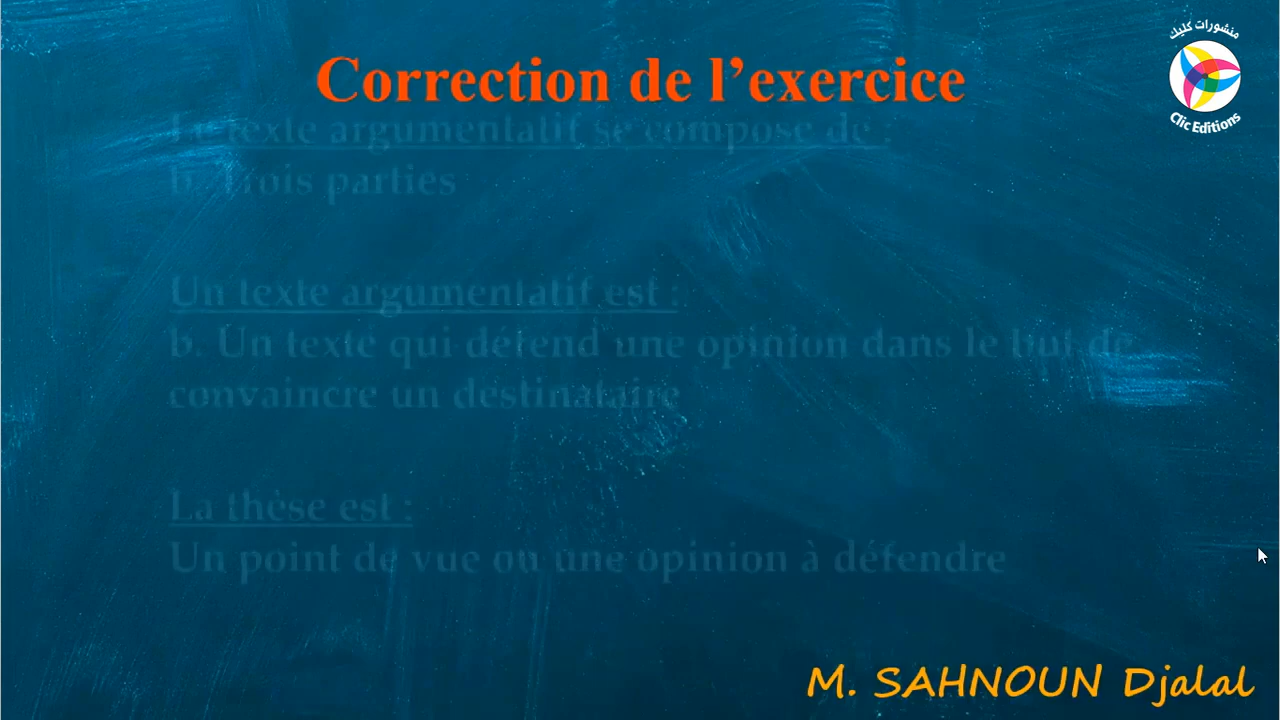 منشورات كليك
Clic Editions
Correction de l’exercice
Le texte argumentatif se compose de :
b. Trois parties
Un texte argumentatif est :
b. Un texte qui défend une opinion dans le but de
convaincre un destinataire
La thèse est :
Un point de vue ou une opinion à défendre
M. SAHNOUN Djalal